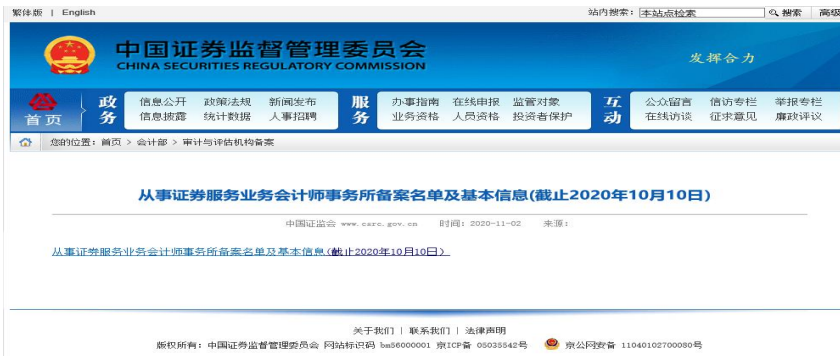 繁体版 | English 站内搜索: 本站点检索 搜索 高级
中国证券监督管理委员会
CHINA SECURITIES REGULATORY COMMISSION
发挥合力
首页 政务 信息公开 政策法规 新闻发布 服务 办事指南 在线申报 监管对象 互动 公众留言 信访专栏 举报专栏
信息披露 统计数据 人事招聘 业务资格 人员资格 投资者保护 在线访谈 征求意见 廉政评议
您的位置: 首页 > 会计部 > 审计与评估机构备案
从事证券服务业务会计师事务所备案名单及基本信息(截止2020年10月10日)
中国证监会 www.csrc.gov.cn 时间: 2020-11-02 来源:
从事证券服务业务会计师事务所备案名单及基本信息(截止2020年10月10日)
关于我们 | 联系我们 | 法律声明
版权所有: 中国证券监督管理委员会 网站标识码 bm56000001 京ICP备 05035542号 京公网安备 11040102700080号